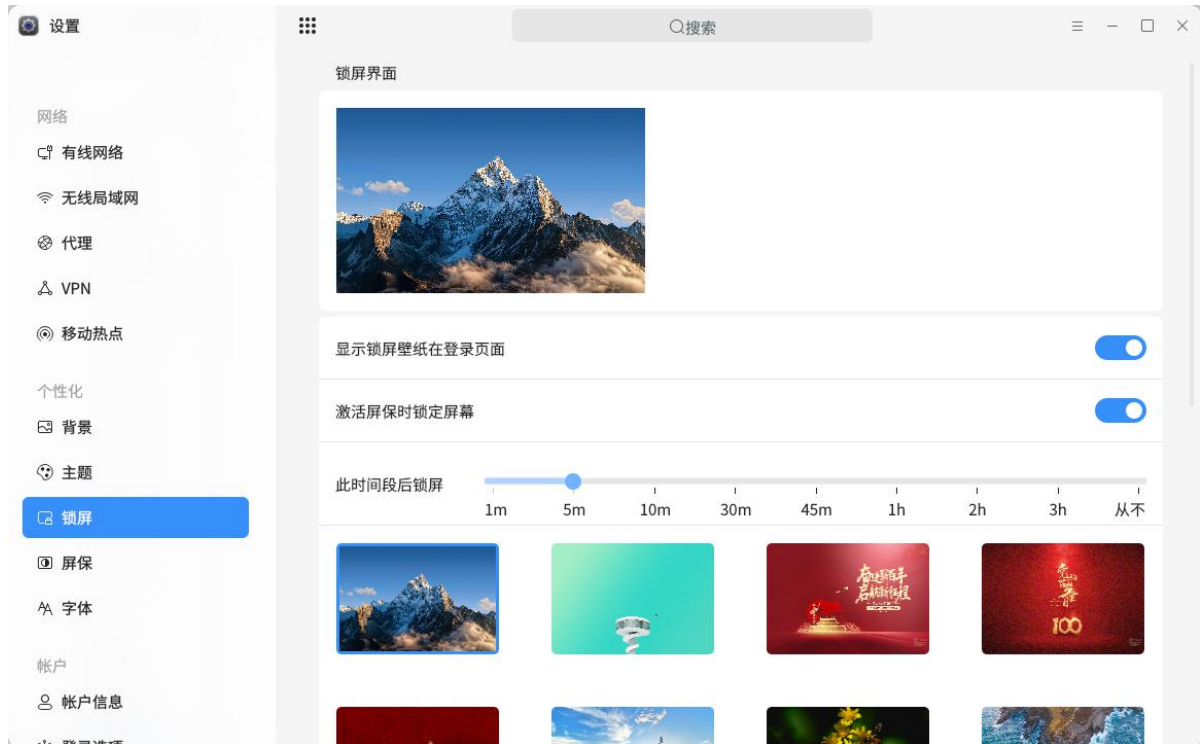 设置
搜索
网络
有线网络
无线局域网
代理
VPN
移动热点
个性化
背景
主题
锁屏
屏保
字体
帐户
帐户信息
锁屏界面
显示锁屏壁纸在登录页面
激活屏保时锁定屏幕
此时间段后锁屏
1m 5m 10m 30m 45m 1h 2h 3h 从不
100